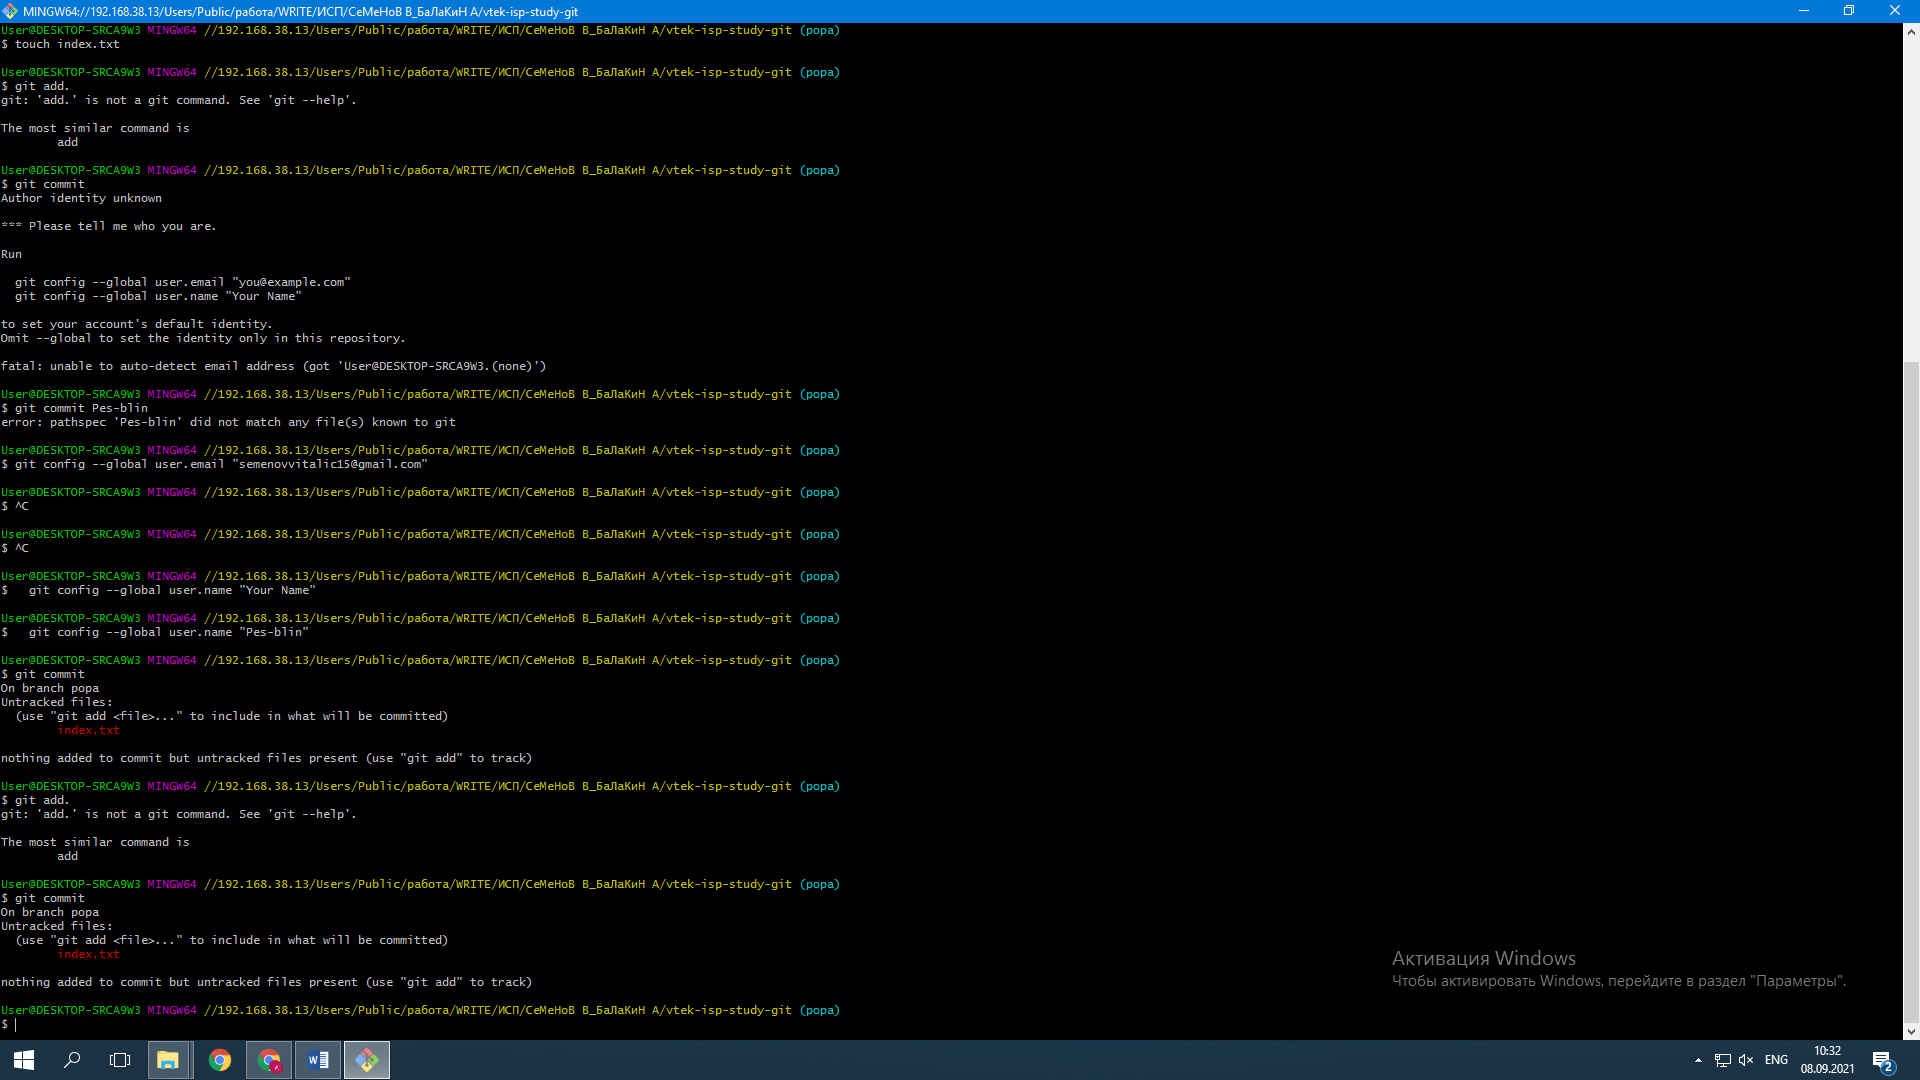 MINGW64://192.168.38.13/Users/Public/работа/WRITE/ИСП/СеМеНоВ В_БаЛаКиН А/vtek-isp-study-git
User@DESKTOP-SRCA9W3 MINGW64 //192.168.38.13/Users/Public/работа/WRITE/ИСП/СеМеНоВ В_БаЛаКиН А/vtek-isp-study-git (popa)
$ touch index.txt
User@DESKTOP-SRCA9W3 MINGW64 //192.168.38.13/Users/Public/работа/WRITE/ИСП/СеМеНоВ В_БаЛаКиН А/vtek-isp-study-git (popa)
$ git add.
git: 'add.' is not a git command. See 'git --help'.
The most similar command is
add
User@DESKTOP-SRCA9W3 MINGW64 //192.168.38.13/Users/Public/работа/WRITE/ИСП/СеМеНоВ В_БаЛаКиН А/vtek-isp-study-git (popa)
$ git commit
Author identity unknown
*** Please tell me who you are.
Run
git config --global user.email "you@example.com"
git config --global user.name "Your Name"
to set your account's default identity.
Omit --global to set the identity only in this repository.
fatal: unable to auto-detect email address (got 'User@DESKTOP-SRCA9W3.(none)')
User@DESKTOP-SRCA9W3 MINGW64 //192.168.38.13/Users/Public/работа/WRITE/ИСП/СеМеНоВ В_БаЛаКиН А/vtek-isp-study-git (popa)
$ git commit Pes-blin
error: pathspec 'Pes-blin' did not match any file(s) known to git
User@DESKTOP-SRCA9W3 MINGW64 //192.168.38.13/Users/Public/работа/WRITE/ИСП/СеМеНоВ В_БаЛаКиН А/vtek-isp-study-git (popa)
$ git config --global user.email "semenovvitalic15@gmail.com"
User@DESKTOP-SRCA9W3 MINGW64 //192.168.38.13/Users/Public/работа/WRITE/ИСП/СеМеНоВ В_БаЛаКиН А/vtek-isp-study-git (popa)
$ ^C
User@DESKTOP-SRCA9W3 MINGW64 //192.168.38.13/Users/Public/работа/WRITE/ИСП/СеМеНоВ В_БаЛаКиН А/vtek-isp-study-git (popa)
$ ^C
User@DESKTOP-SRCA9W3 MINGW64 //192.168.38.13/Users/Public/работа/WRITE/ИСП/СеМеНоВ В_БаЛаКиН А/vtek-isp-study-git (popa)
$   git config --global user.name "Your Name"
User@DESKTOP-SRCA9W3 MINGW64 //192.168.38.13/Users/Public/работа/WRITE/ИСП/СеМеНоВ В_БаЛаКиН А/vtek-isp-study-git (popa)
$   git config --global user.name "Pes-blin"
User@DESKTOP-SRCA9W3 MINGW64 //192.168.38.13/Users/Public/работа/WRITE/ИСП/СеМеНоВ В_БаЛаКиН А/vtek-isp-study-git (popa)
$ git commit
On branch popa
Untracked files:
(use "git add <file>..." to include in what will be committed)
index.txt
nothing added to commit but untracked files present (use "git add" to track)
User@DESKTOP-SRCA9W3 MINGW64 //192.168.38.13/Users/Public/работа/WRITE/ИСП/СеМеНоВ В_БаЛаКиН А/vtek-isp-study-git (popa)
$ git add.
git: 'add.' is not a git command. See 'git --help'.
The most similar command is
add
User@DESKTOP-SRCA9W3 MINGW64 //192.168.38.13/Users/Public/работа/WRITE/ИСП/СеМеНоВ В_БаЛаКиН А/vtek-isp-study-git (popa)
$ git commit
On branch popa
Untracked files:
(use "git add <file>..." to include in what will be committed)
index.txt
nothing added to commit but untracked files present (use "git add" to track)
User@DESKTOP-SRCA9W3 MINGW64 //192.168.38.13/Users/Public/работа/WRITE/ИСП/СеМеНоВ В_БаЛаКиН А/vtek-isp-study-git (popa)
$
Активация Windows
Чтобы активировать Windows, перейдите в раздел "Параметры".
ENG
10:32
08.09.2021
2